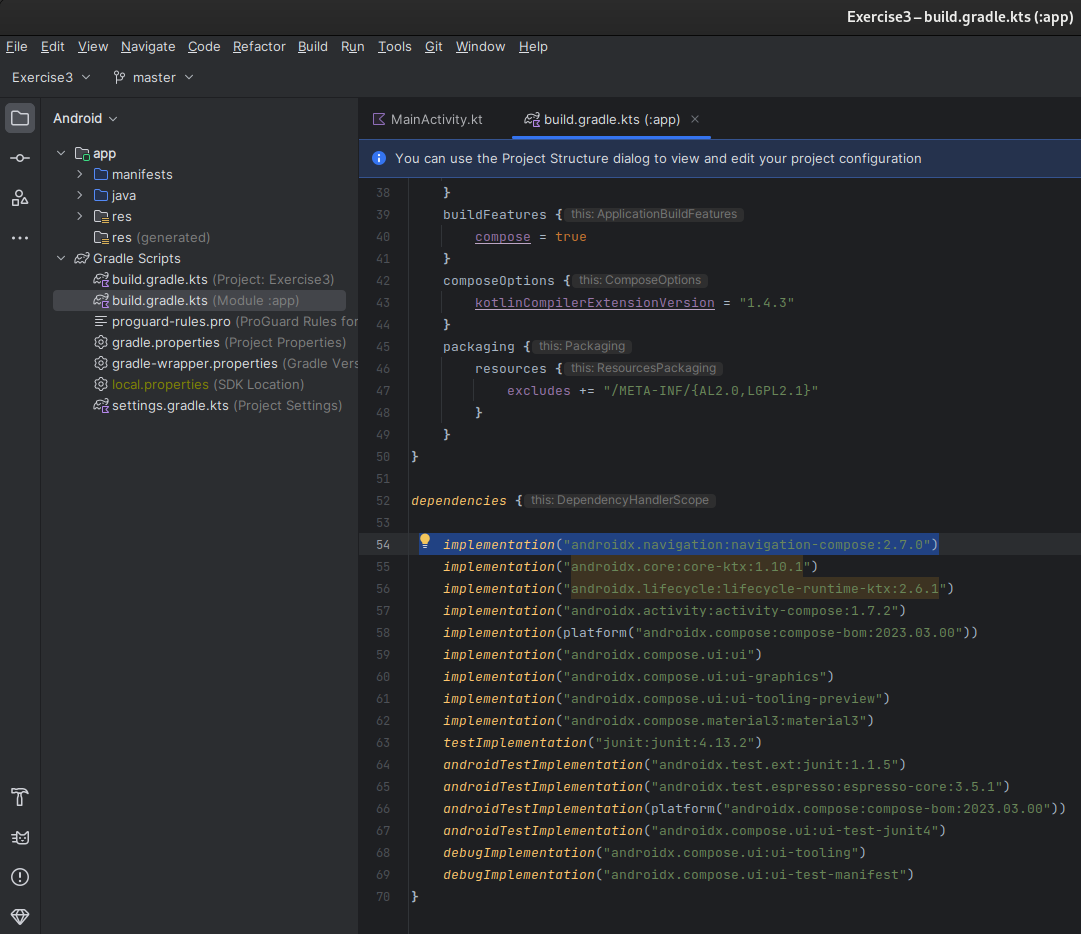 Exercise3 – build.gradle.kts (:app)
File Edit View Navigate Code Refactor Build Run Tools Git Window Help
Exercise3 master
Android
app
manifests
java
res
res (generated)
Gradle Scripts
build.gradle.kts (Project: Exercise3)
build.gradle.kts (Module :app)
proguard-rules.pro (ProGuard Rules for
gradle.properties (Project Properties)
gradle-wrapper.properties (Gradle Vers
local.properties (SDK Location)
settings.gradle.kts (Project Settings)
MainActivity.kt build.gradle.kts (:app)
You can use the Project Structure dialog to view and edit your project configuration
38 }
39 buildFeatures { this: ApplicationBuildFeatures
40 compose = true
41 }
42 composeOptions { this: ComposeOptions
43 kotlinCompilerExtensionVersion = "1.4.3"
44 }
45 packaging { this: Packaging
46 resources { this: ResourcesPackaging
47 excludes += "/META-INF/{AL2.0,LGPL2.1}"
48 }
49 }
50 }
51
52 dependencies { this: DependencyHandlerScope
53
54 implementation("androidx.navigation:navigation-compose:2.7.0")
55 implementation("androidx.core:core-ktx:1.10.1")
56 implementation("androidx.lifecycle:lifecycle-runtime-ktx:2.6.1")
57 implementation("androidx.activity:activity-compose:1.7.2")
58 implementation(platform("androidx.compose:compose-bom:2023.03.00"))
59 implementation("androidx.compose.ui:ui")
60 implementation("androidx.compose.ui:ui-graphics")
61 implementation("androidx.compose.ui:ui-tooling-preview")
62 implementation("androidx.compose.material3:material3")
63 testImplementation("junit:junit:4.13.2")
64 androidTestImplementation("androidx.test.ext:junit:1.1.5")
65 androidTestImplementation("androidx.test.espresso:espresso-core:3.5.1")
66 androidTestImplementation(platform("androidx.compose:compose-bom:2023.03.00"))
67 androidTestImplementation("androidx.compose.ui:ui-test-junit4")
68 debugImplementation("androidx.compose.ui:ui-tooling")
69 debugImplementation("androidx.compose.ui:ui-test-manifest")
70 }